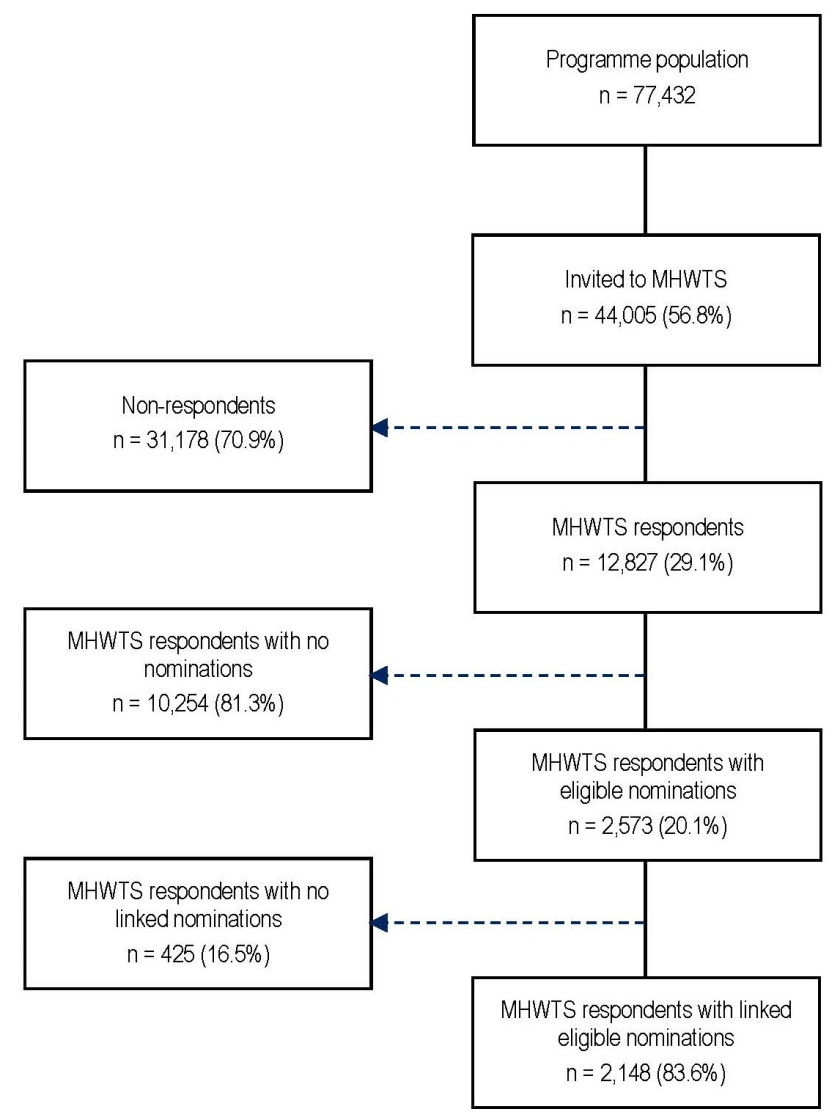 Programme population
n = 77,432
Invited to MHWTS
n = 44,005 (56.8%)
Non-respondents
n = 31,178 (70.9%)
MHWTS respondents
n = 12,827 (29.1%)
MHWTS respondents with no
nominations
n = 10,254 (81.3%)
MHWTS respondents with
eligible nominations
n = 2,573 (20.1%)
MHWTS respondents with no
linked nominations
n = 425 (16.5%)
MHWTS respondents with linked
eligible nominations
n = 2,148 (83.6%)